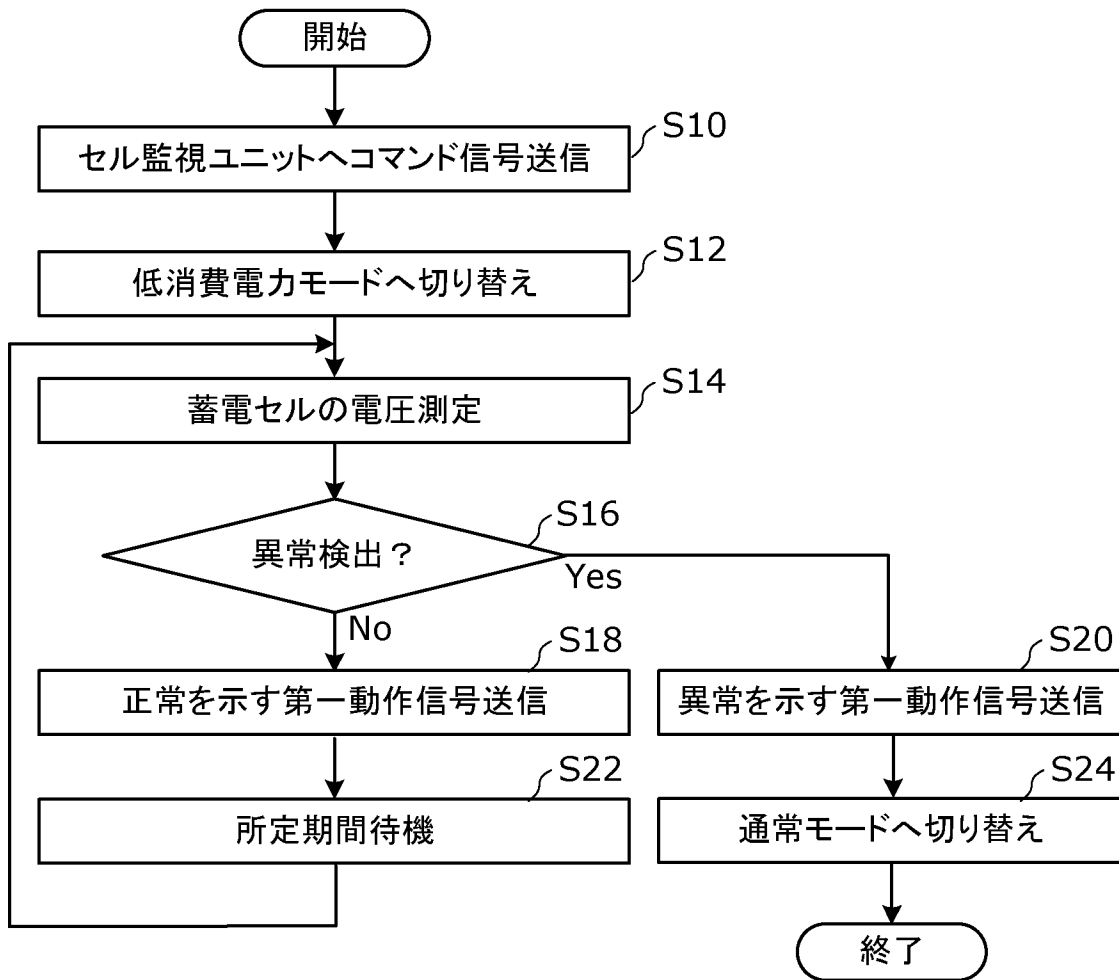 開始
S10
セル監視ユニットへコマンド信号送信
S12
低消費電力モードへ切り替え
S14
蓄電セルの電圧測定
S16
異常検出？
Yes
No
S18
正常を示す第一動作信号送信
S20
異常を示す第一動作信号送信
S22
所定期間待機
S24
通常モードへ切り替え
終了